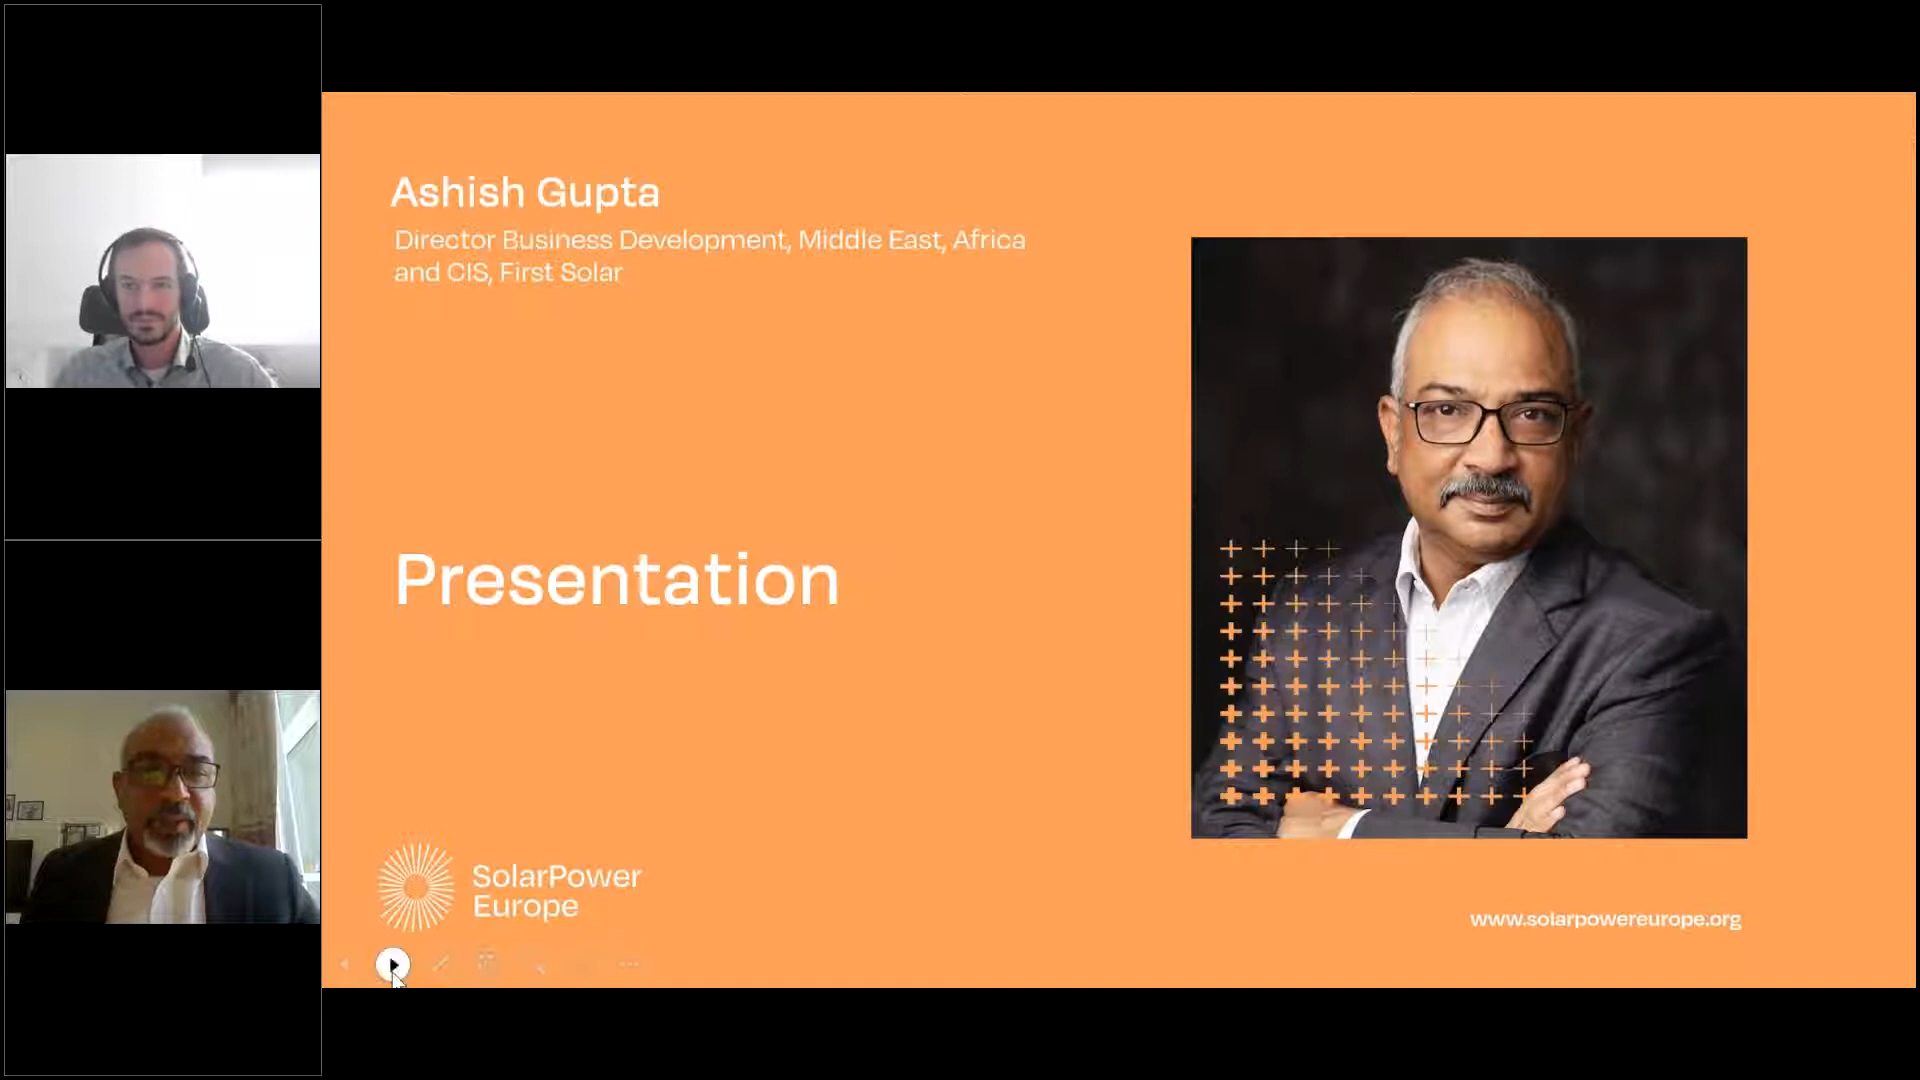 Ashish Gupta
Director Business Development, Middle East, Africa
and CIS, First Solar
Presentation
SolarPower
Europe
www.solarpowereurope.org